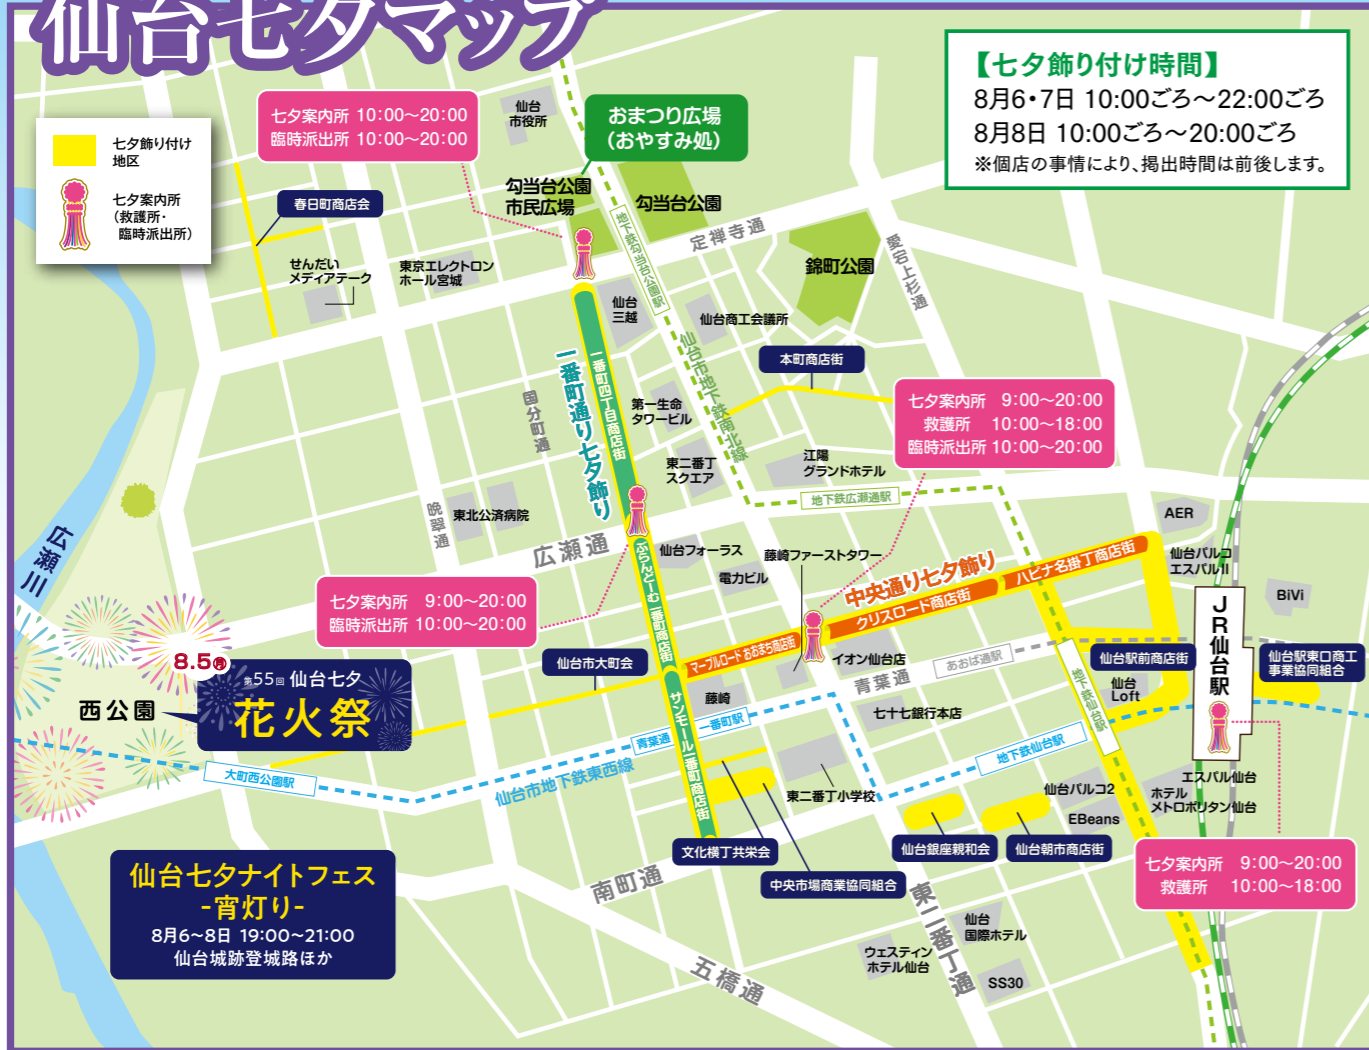 仙台七夕マップ
【七夕飾り付け時間】
8月6・7日 10:00ごろ〜22:00ごろ
8月8日 10:00ごろ〜20:00ごろ
※個店の事情により、掲出時間は前後します。
七夕飾り付け
地区
七夕案内所
(救護所・
臨時派出所)
七夕案内所 10:00〜20:00
臨時派出所 10:00〜20:00
仙台
市役所
おまつり広場
(おやすみ処)
勾当台公園
市民広場
勾当台公園
春日町商店会
せんだい
メディアテーク
東京エレクトロン
ホール宮城
地下鉄勾当台公園駅
定禅寺通
錦町公園
愛宕上杉通
仙台
三越
仙台商工会議所
仙台市地下鉄南北線
一番町通り七夕飾り
一番町四丁目商店街
国分町通
第一生命
タワービル
本町商店街
七夕案内所 9:00〜20:00
救護所 10:00〜18:00
臨時派出所 10:00〜20:00
東二番丁
スクエア
江陽
グランドホテル
地下鉄広瀬通駅
晩翠通
東北公済病院
広瀬通
広瀬川
仙台フォーラス
電力ビル
藤崎ファーストタワー
AER
仙台パルコ
エスパルII
BiVi
中央通り七夕飾り
ハピナ名掛丁商店街
クリスロード商店街
マーブルロード おおまち商店街
ぶらんどーむ一番町商店街
七夕案内所 9:00〜20:00
臨時派出所 10:00〜20:00
仙台市大町会
藤崎
イオン仙台店
あおば通駅
青葉通
七十七銀行本店
仙台駅前商店街
仙台
Loft
JR仙台駅
仙台駅東口商工
事業協同組合
地下鉄仙台駅
8.5㊊
第55回 仙台七夕
花火祭
西公園
大町西公園駅
仙台市地下鉄東西線
青葉通
一番町駅
サンモール一番町商店街
東二番丁小学校
地下鉄仙台駅
仙台パルコ2
EBeans
エスパル仙台
ホテル
メトロポリタン仙台
文化横丁共栄会
中央市場商業協同組合
仙台銀座親和会
仙台朝市商店街
七夕案内所 9:00〜20:00
救護所 10:00〜18:00
仙台七夕ナイトフェス
-宵灯り-
8月6〜8日 19:00〜21:00
仙台城跡登城路ほか
南町通
五橋通
東二番丁通
仙台
国際ホテル
ウェスティン
ホテル仙台
SS30